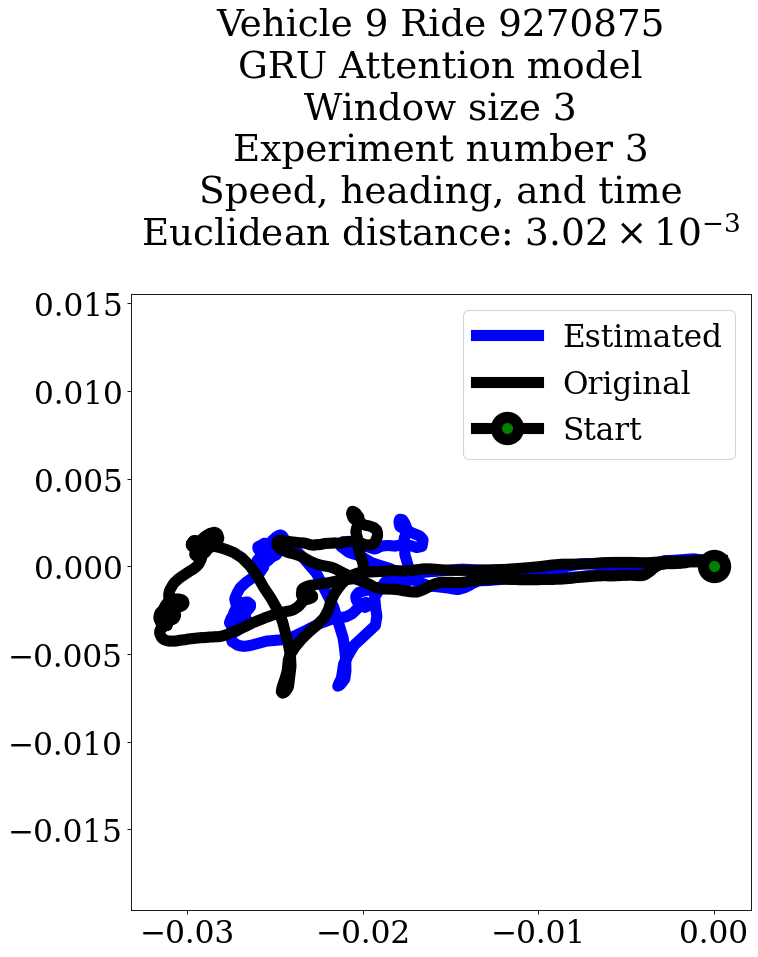 Vehicle 9 Ride 9270875
GRU Attention model
Window size 3
Experiment number 3
Speed, heading, and time
Euclidean distance: 3.02 × 10⁻³
0.015
0.010
0.005
0.000
−0.005
−0.010
−0.015
Estimated
Original
Start
−0.03 −0.02 −0.01 0.00